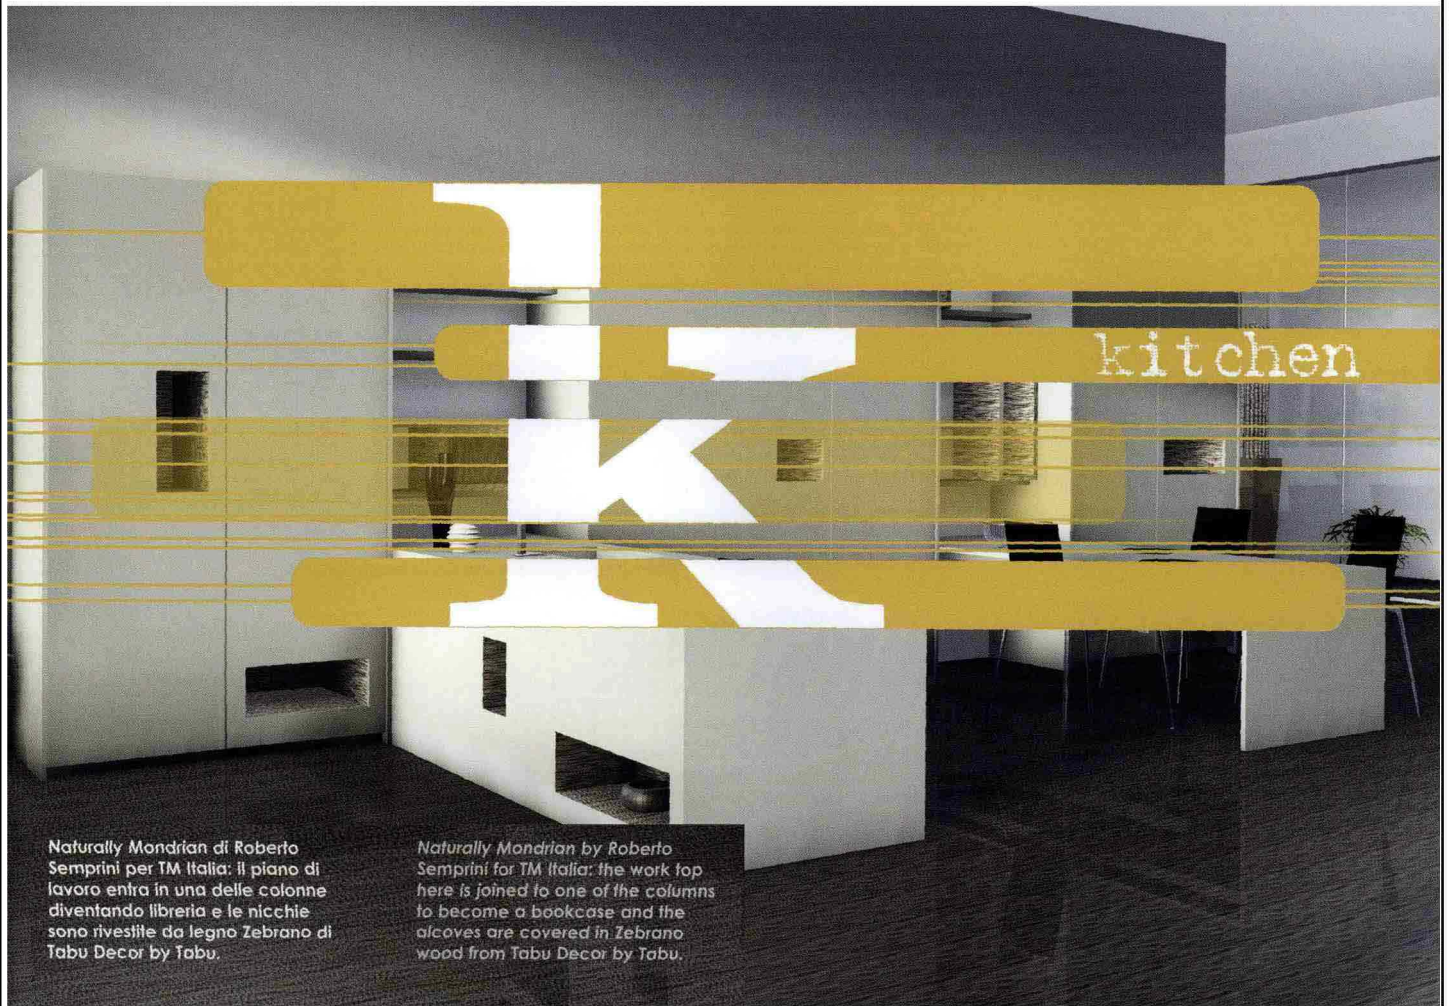 k
kitchen
Naturally Mondrian di Roberto
Semprini per TM Italia: il piano di
lavoro entra in una delle colonne
diventando libreria e le nicchie
sono rivestite da legno Zebrano di
Tabu Decor by Tabu.
Naturally Mondrian by Roberto
Semprini for TM Italia: the work top
here is joined to one of the columns
to become a bookcase and the
alcoves are covered in Zebrano
wood from Tabu Decor by Tabu.